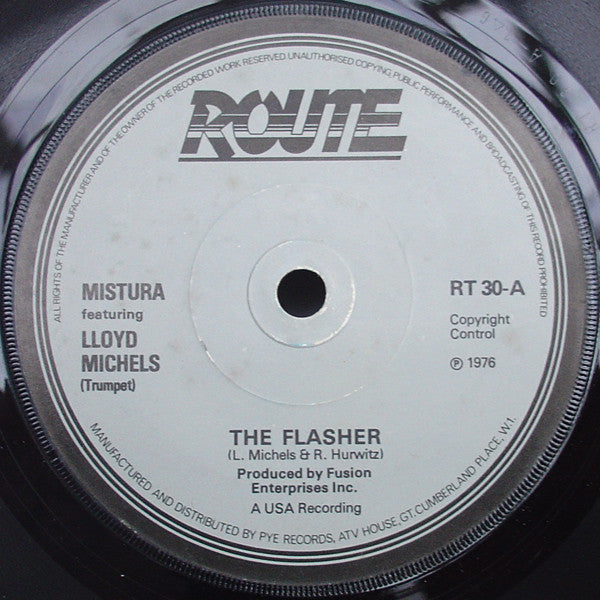 ALL RIGHTS OF THE MANUFACTURER AND OF THE OWNER OF THE RECORDED WORK RESERVED UNAUTHORISED COPYING, PUBLIC PERFORMANCE AND BROADCASTING OF THIS RECORD PROHIBITED
ROUTE
MISTURA
featuring
LLOYD
MICHELS
(Trumpet)
RT 30-A
Copyright
Control
℗ 1976
THE FLASHER
(L. Michels & R. Hurwitz)
Produced by Fusion
Enterprises Inc.
A USA Recording
MANUFACTURED AND DISTRIBUTED BY PYE RECORDS, ATV HOUSE, GT. CUMBERLAND PLACE, W.1.